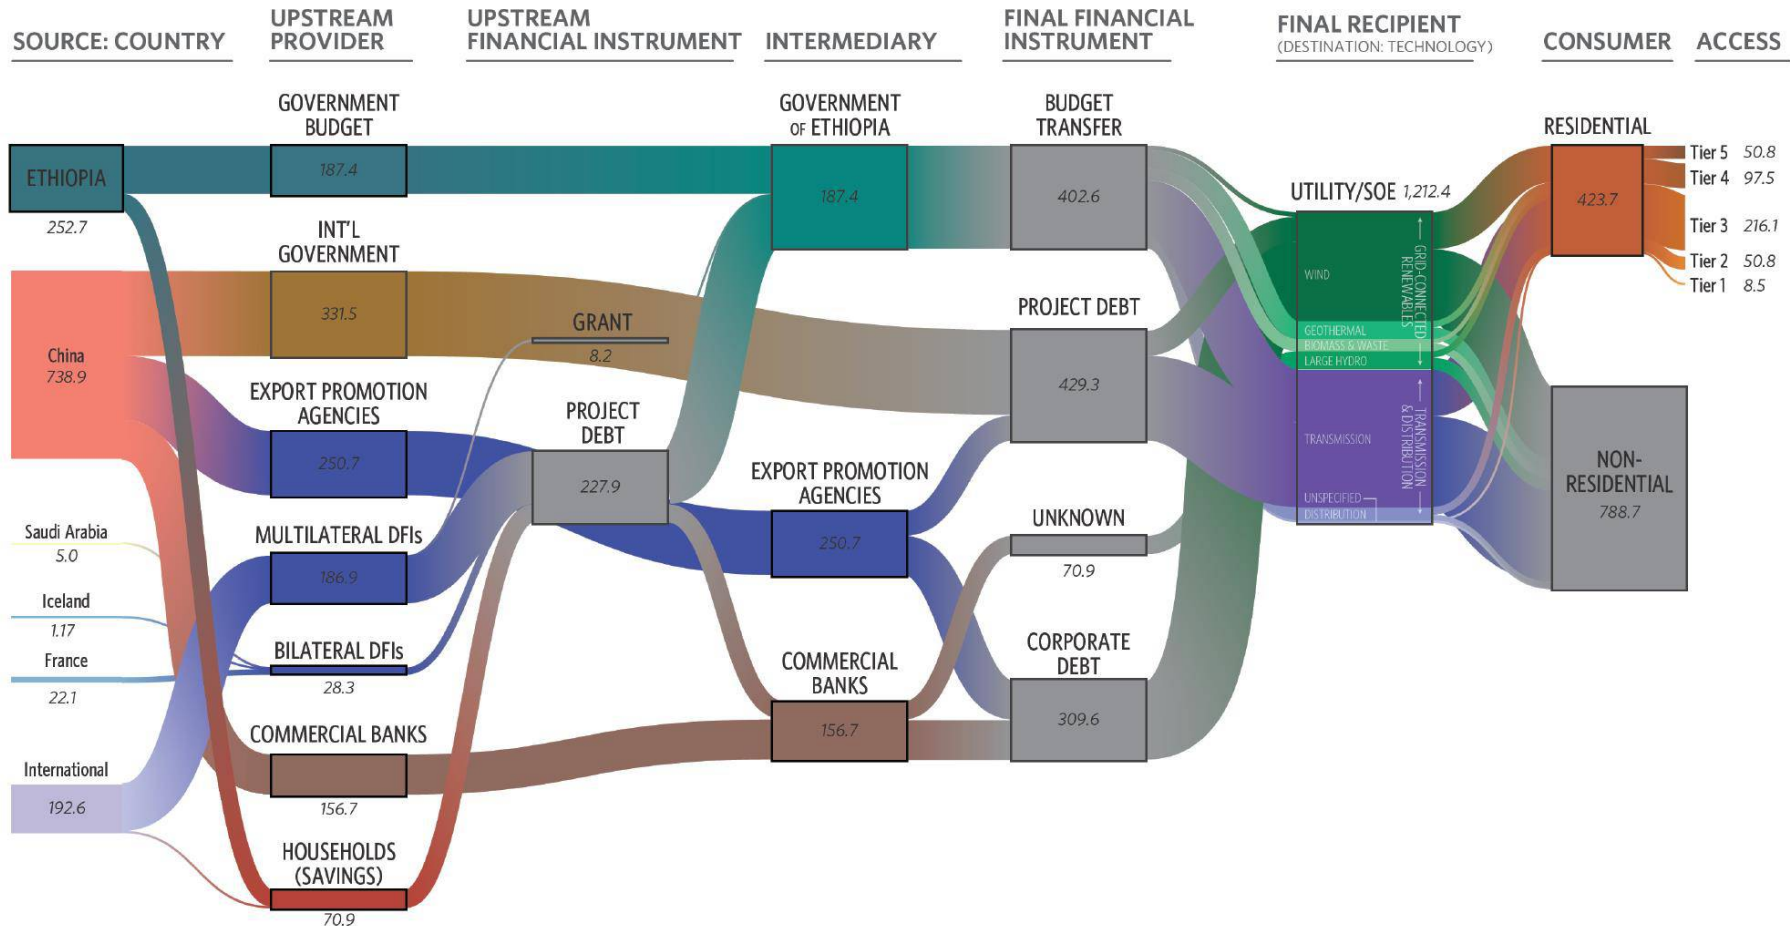 SOURCE: COUNTRY
UPSTREAM
PROVIDER
UPSTREAM
FINANCIAL INSTRUMENT
INTERMEDIARY
FINAL FINANCIAL
INSTRUMENT
FINAL RECIPIENT
(DESTINATION: TECHNOLOGY)
CONSUMER
ACCESS
ETHIOPIA
252.7
China
738.9
Saudi Arabia
5.0
Iceland
1.17
France
22.1
International
192.6
GOVERNMENT
BUDGET
187.4
INT'L
GOVERNMENT
331.5
EXPORT PROMOTION
AGENCIES
250.7
MULTILATERAL DFIs
186.9
BILATERAL DFIs
28.3
COMMERCIAL BANKS
156.7
HOUSEHOLDS
(SAVINGS)
70.9
GRANT
8.2
PROJECT
DEBT
227.9
GOVERNMENT
OF ETHIOPIA
187.4
EXPORT PROMOTION
AGENCIES
250.7
COMMERCIAL
BANKS
156.7
BUDGET
TRANSFER
402.6
PROJECT DEBT
429.3
UNKNOWN
70.9
CORPORATE
DEBT
309.6
UTILITY/SOE 1,212.4
WIND
GEOTHERMAL
BIOMASS & WASTE
LARGE HYDRO
GRID-CONNECTED
RENEWABLES
TRANSMISSION
UNSPECIFIED
DISTRIBUTION
TRANSMISSION
& DISTRIBUTION
RESIDENTIAL
423.7
NON-
RESIDENTIAL
788.7
Tier 5 50.8
Tier 4 97.5
Tier 3 216.1
Tier 2 50.8
Tier 1 8.5